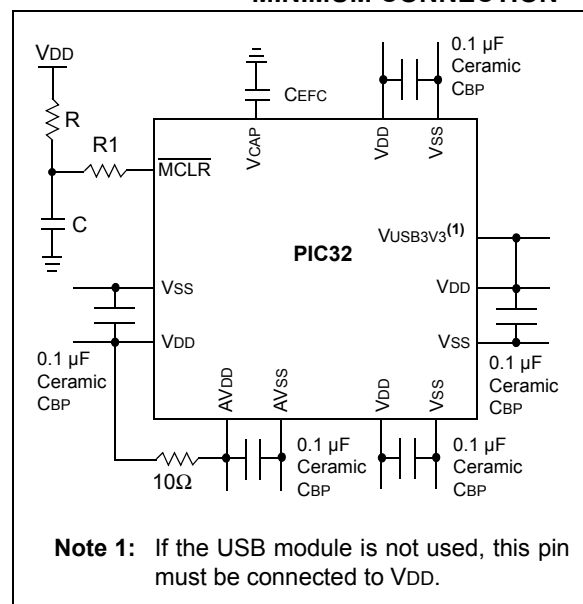 MINIMUM CONNECTION
VDD
R
R1
C
CEFC
0.1 µF
Ceramic
CBP
VCAP
VDD
VSS
MCLR
VUSB3V3(1)
PIC32
VSS
VDD
VDD
VSS
0.1 µF
Ceramic
CBP
0.1 µF
Ceramic
CBP
AVDD
AVSS
VDD
VSS
10Ω
0.1 µF
Ceramic
CBP
0.1 µF
Ceramic
CBP
Note 1: If the USB module is not used, this pin
must be connected to VDD.